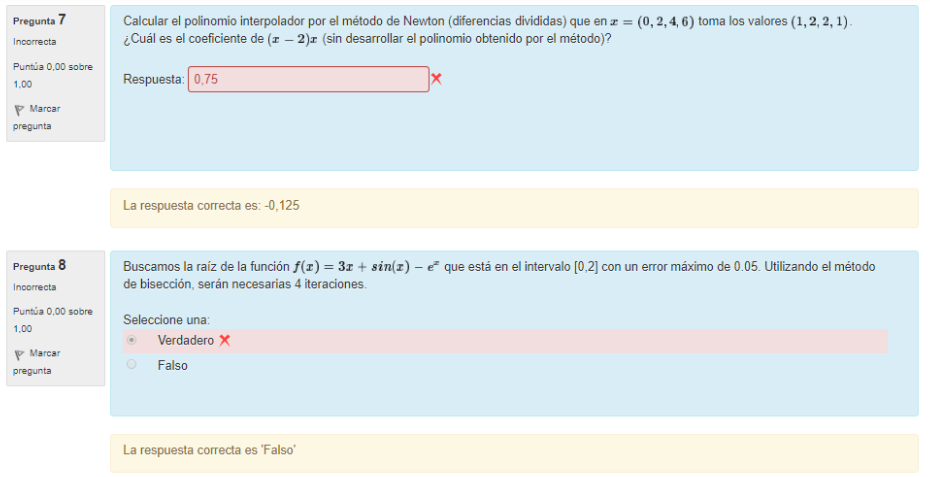 Pregunta 7
Incorrecta
Puntúa 0,00 sobre
1,00
Marcar
pregunta
Calcular el polinomio interpolador por el método de Newton (diferencias divididas) que en x = (0, 2, 4, 6) toma los valores (1, 2, 2, 1).
¿Cuál es el coeficiente de (x − 2)x (sin desarrollar el polinomio obtenido por el método)?
Respuesta: 0,75
La respuesta correcta es: -0,125
Pregunta 8
Incorrecta
Puntúa 0,00 sobre
1,00
Marcar
pregunta
Buscamos la raíz de la función f(x) = 3x + sin(x) − e^x que está en el intervalo [0,2] con un error máximo de 0.05. Utilizando el método
de bisección, serán necesarias 4 iteraciones.
Seleccione una:
Verdadero
Falso
La respuesta correcta es 'Falso'